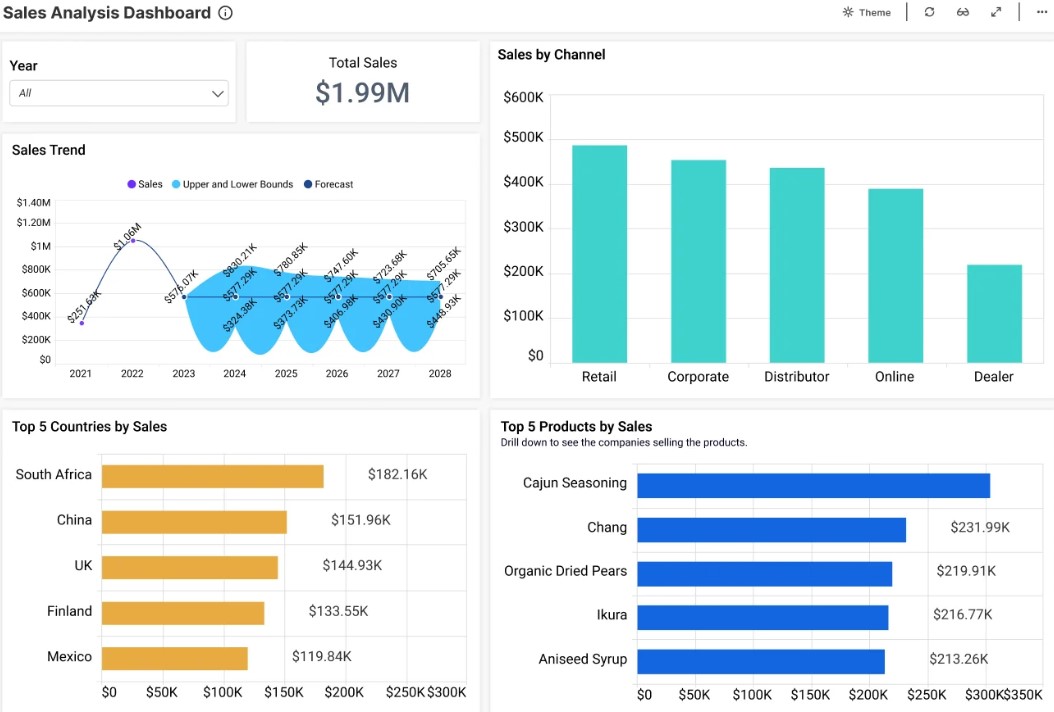 Sales Analysis Dashboard
Theme
Year
All
Total Sales
$1.99M
Sales Trend
Sales Upper and Lower Bounds Forecast
$1.40M
$1.20M
$1M
$800K
$600K
$400K
$200K
$0
$251.63K
$1.06M
$576.07K
$830.21K
$577.29K
$324.38K
$780.85K
$577.29K
$373.73K
$747.60K
$577.29K
$406.98K
$723.68K
$577.29K
$430.90K
$705.65K
$577.29K
$448.93K
2021 2022 2023 2024 2025 2026 2027 2028
Sales by Channel
$600K
$500K
$400K
$300K
$200K
$100K
$0
Retail Corporate Distributor Online Dealer
Top 5 Countries by Sales
South Africa $182.16K
China $151.96K
UK $144.93K
Finland $133.55K
Mexico $119.84K
$0 $50K $100K $150K $200K $250K $300K
Top 5 Products by Sales
Drill down to see the companies selling the products.
Cajun Seasoning
Chang $231.99K
Organic Dried Pears $219.91K
Ikura $216.77K
Aniseed Syrup $213.26K
$0 $50K $100K $150K $200K $250K $300K $350K